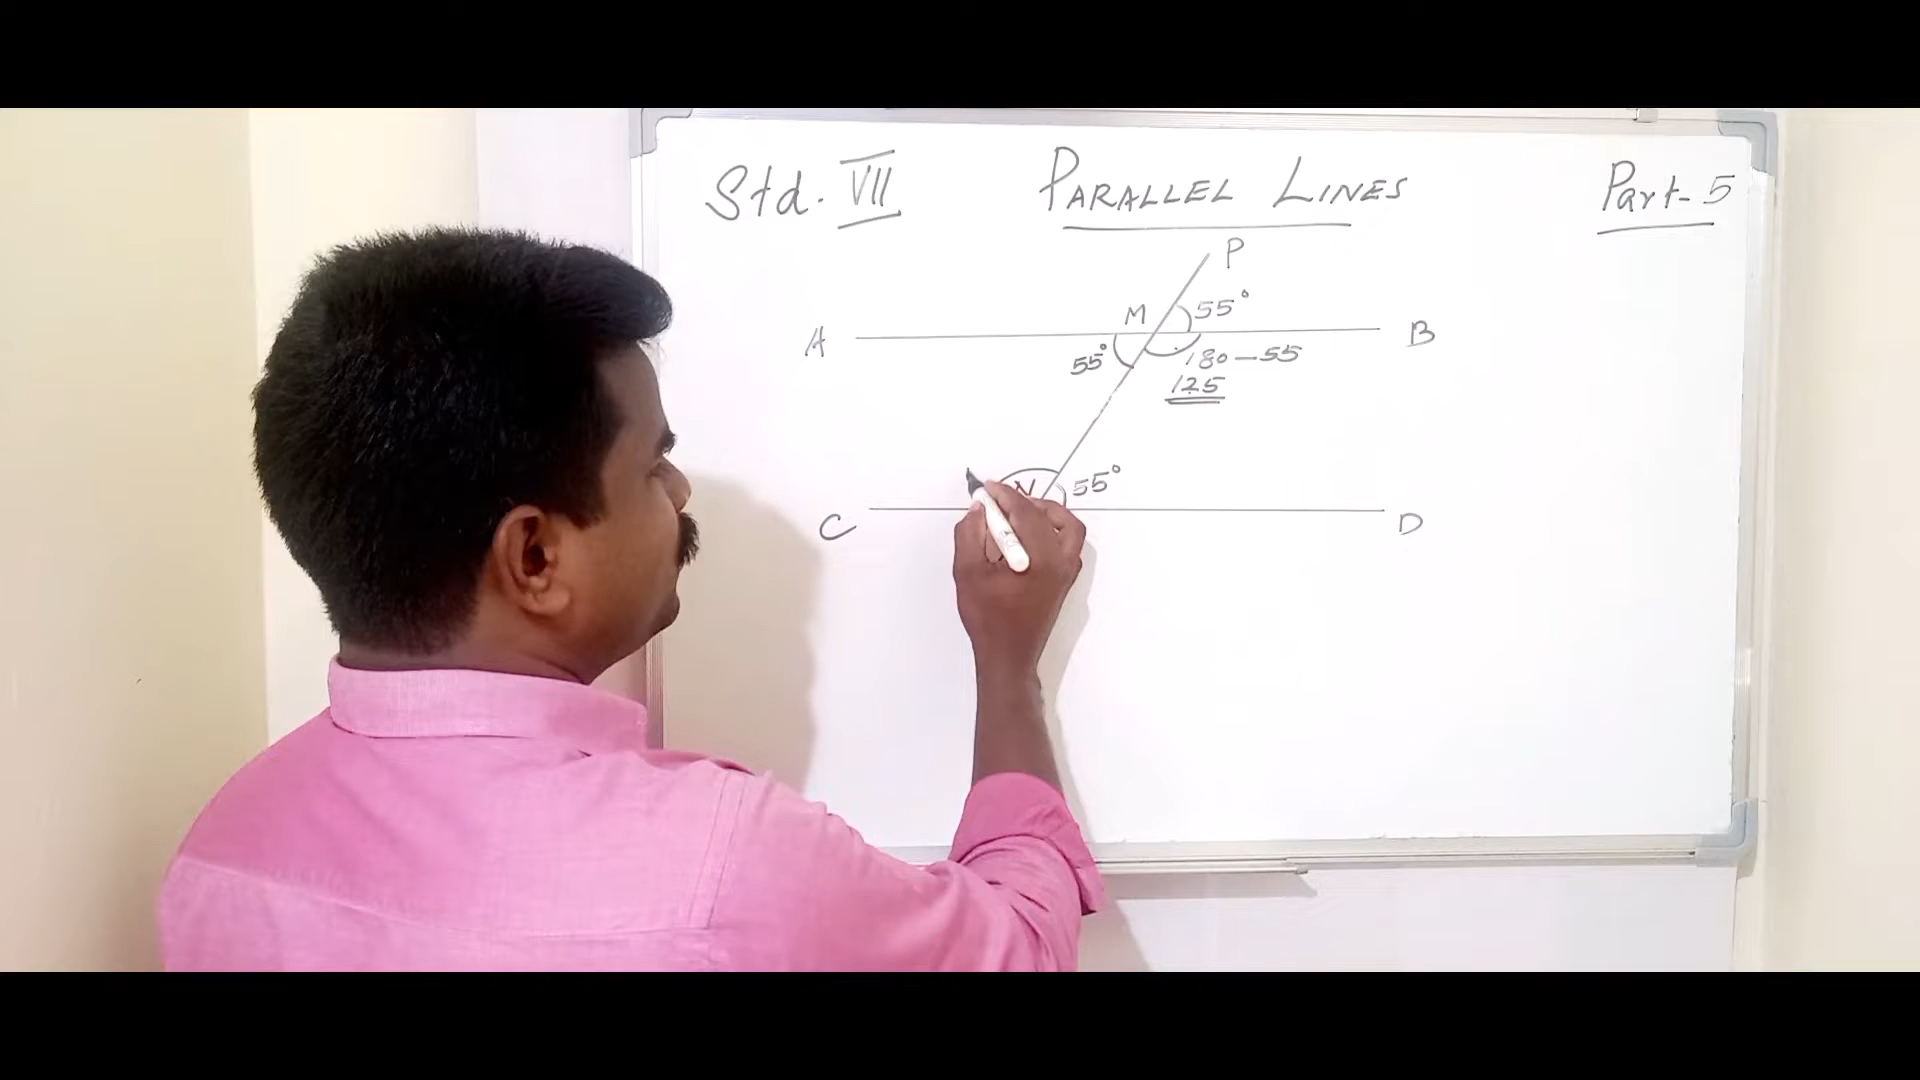 Std. VII PARALLEL LINES Part-5
P
M 55°
A B
55° 180-55
125
N 55°
C D